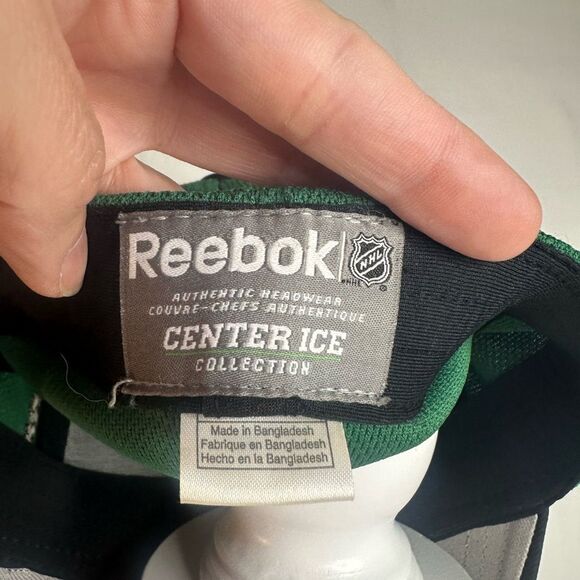 Reebok NHL
NHL ®
AUTHENTIC HEADWEAR
COUVRE-CHEFS AUTHENTIQUE
CENTER ICE
COLLECTION
Made in Bangladesh
Fabrique en Bangladesh
Hecho en la Bangladesh